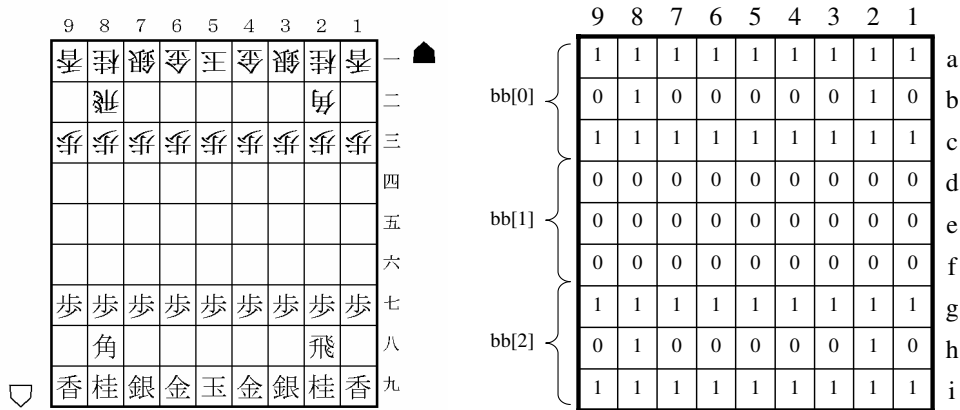 9 8 7 6 5 4 3 2 1
香 桂 銀 金 玉 金 銀 桂 香 一
飛 角 二
歩 歩 歩 歩 歩 歩 歩 歩 歩 三
四
五
六
歩 歩 歩 歩 歩 歩 歩 歩 歩 七
角 飛 八
香 桂 銀 金 玉 金 銀 桂 香 九
9 8 7 6 5 4 3 2 1
1 1 1 1 1 1 1 1 1 a
bb[0] 0 1 0 0 0 0 0 1 0 b
1 1 1 1 1 1 1 1 1 c
0 0 0 0 0 0 0 0 0 d
bb[1] 0 0 0 0 0 0 0 0 0 e
0 0 0 0 0 0 0 0 0 f
1 1 1 1 1 1 1 1 1 g
bb[2] 0 1 0 0 0 0 0 1 0 h
1 1 1 1 1 1 1 1 1 i